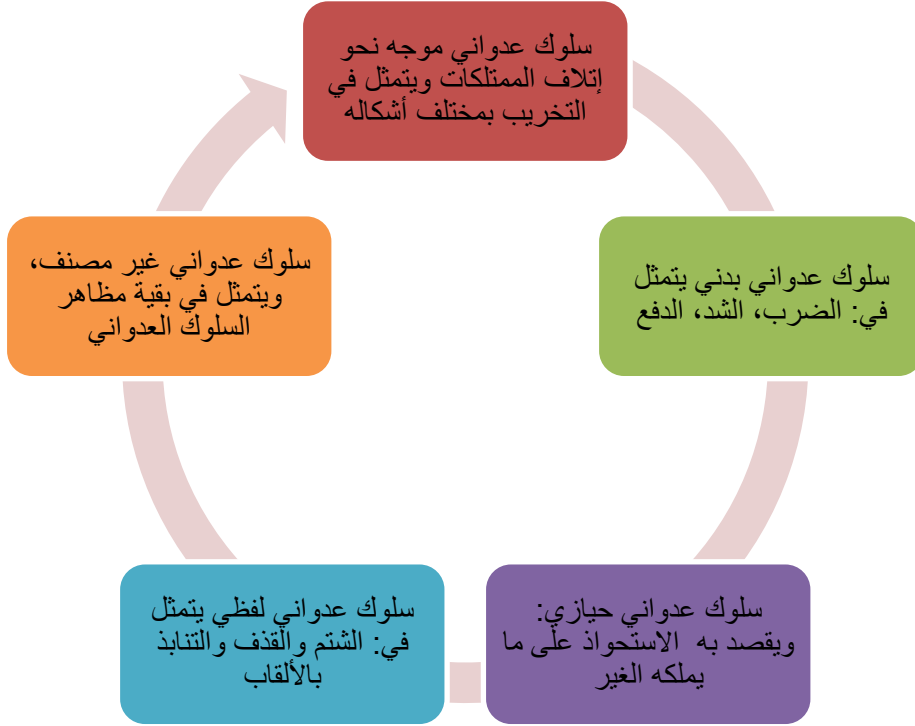 سلوك عدواني موجه نحو
إتلاف الممتلكات ويتمثل في
التخريب بمختلف أشكاله
سلوك عدواني بدني يتمثل
في: الضرب، الشد، الدفع
سلوك عدواني حيازي:
ويقصد به الاستحواذ على ما
يملكه الغير
سلوك عدواني لفظي يتمثل
في: الشتم والقذف والتنابذ
بالألقاب
سلوك عدواني غير مصنف،
ويتمثل في بقية مظاهر
السلوك العدواني